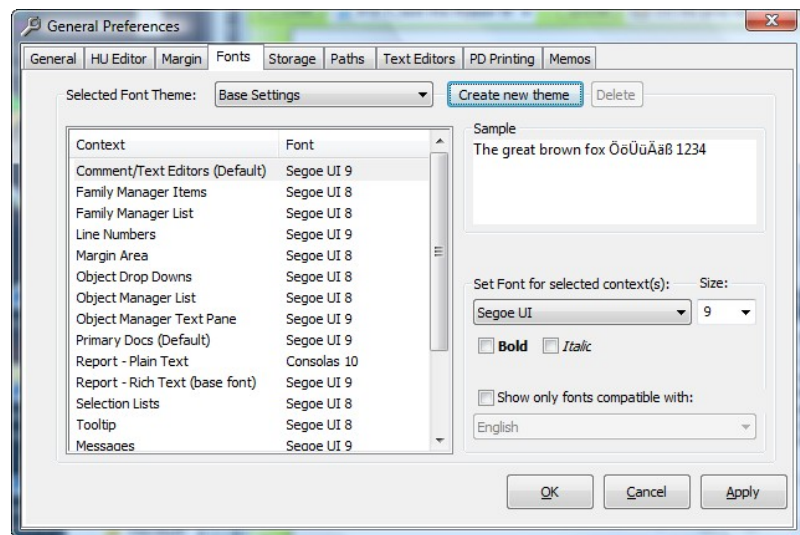 General Preferences
General HU Editor Margin Fonts Storage Paths Text Editors PD Printing Memos
Selected Font Theme: Base Settings Create new theme Delete
Context Font
Comment/Text Editors (Default) Segoe UI 9
Family Manager Items Segoe UI 8
Family Manager List Segoe UI 8
Line Numbers Segoe UI 9
Margin Area Segoe UI 8
Object Drop Downs Segoe UI 8
Object Manager List Segoe UI 8
Object Manager Text Pane Segoe UI 9
Primary Docs (Default) Segoe UI 9
Report - Plain Text Consolas 10
Report - Rich Text (base font) Segoe UI 9
Selection Lists Segoe UI 8
Tooltip Segoe UI 8
Messages Segoe UI 9
Sample
The great brown fox ÖöÜüÄäß 1234
Set Font for selected context(s): Size:
Segoe UI 9
Bold Italic
Show only fonts compatible with:
English
OK Cancel Apply